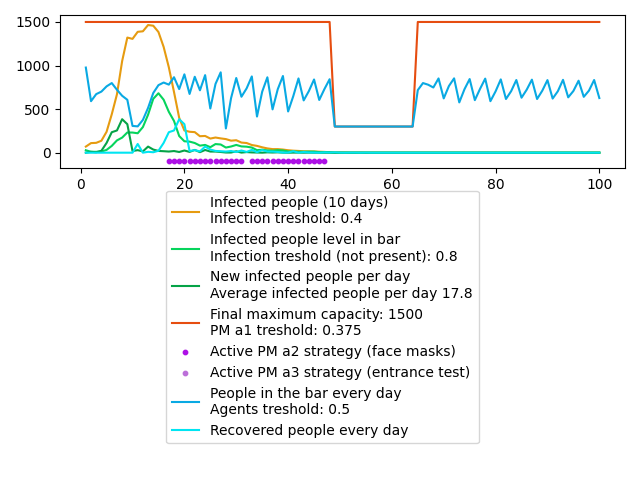 1500
1000
500
0
0 20 40 60 80 100
Infected people (10 days)
Infection treshold: 0.4
Infected people level in bar
Infection treshold (not present): 0.8
New infected people per day
Average infected people per day 17.8
Final maximum capacity: 1500
PM a1 treshold: 0.375
Active PM a2 strategy (face masks)
Active PM a3 strategy (entrance test)
People in the bar every day
Agents treshold: 0.5
Recovered people every day